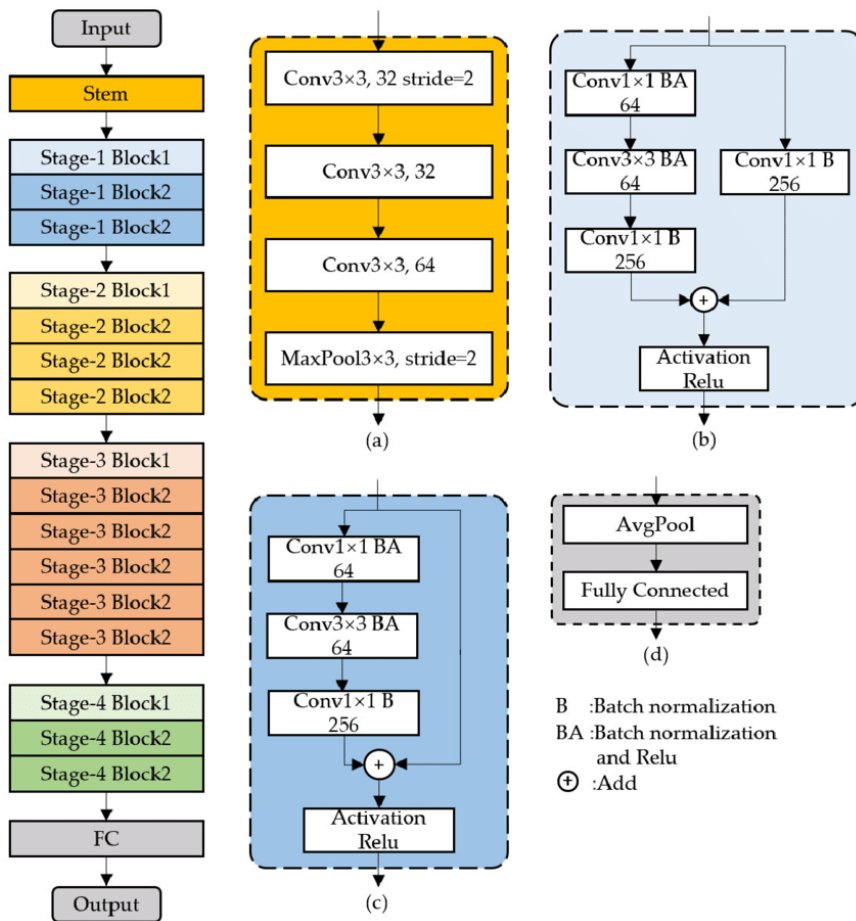 Input
Stem
Stage-1 Block1
Stage-1 Block2
Stage-1 Block2
Stage-2 Block1
Stage-2 Block2
Stage-2 Block2
Stage-2 Block2
Stage-3 Block1
Stage-3 Block2
Stage-3 Block2
Stage-3 Block2
Stage-3 Block2
Stage-3 Block2
Stage-4 Block1
Stage-4 Block2
Stage-4 Block2
FC
Output
Conv3×3, 32 stride=2
Conv3×3, 32
Conv3×3, 64
MaxPool3×3, stride=2
(a)
Conv1×1 BA
64
Conv3×3 BA
64
Conv1×1 B
256
Conv1×1 B
256
+
Activation
Relu
(b)
Conv1×1 BA
64
Conv3×3 BA
64
Conv1×1 B
256
+
Activation
Relu
(c)
AvgPool
Fully Connected
(d)
B :Batch normalization
BA :Batch normalization
and Relu
⊕ :Add